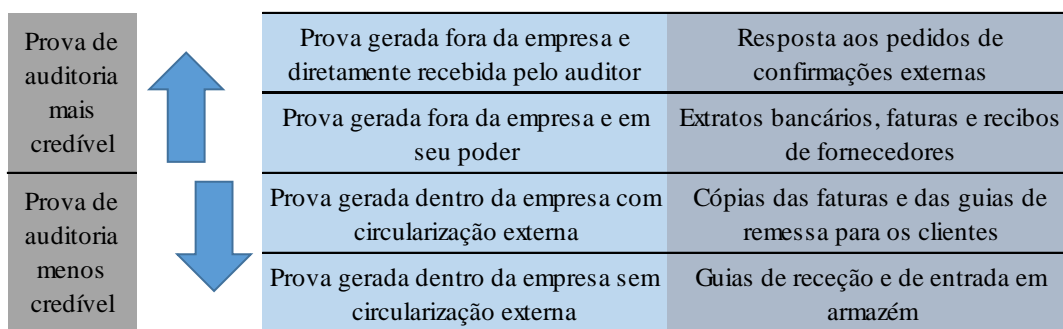 Prova de
auditoria
mais
credível
Prova gerada fora da empresa e
diretamente recebida pelo auditor
Resposta aos pedidos de
confirmações externas
Prova gerada fora da empresa e em
seu poder
Extratos bancários, faturas e recibos
de fornecedores
Prova de
auditoria
menos
credível
Prova gerada dentro da empresa com
circularização externa
Cópias das faturas e das guias de
remessa para os clientes
Prova gerada dentro da empresa sem
circularização externa
Guias de receção e de entrada em
armazém